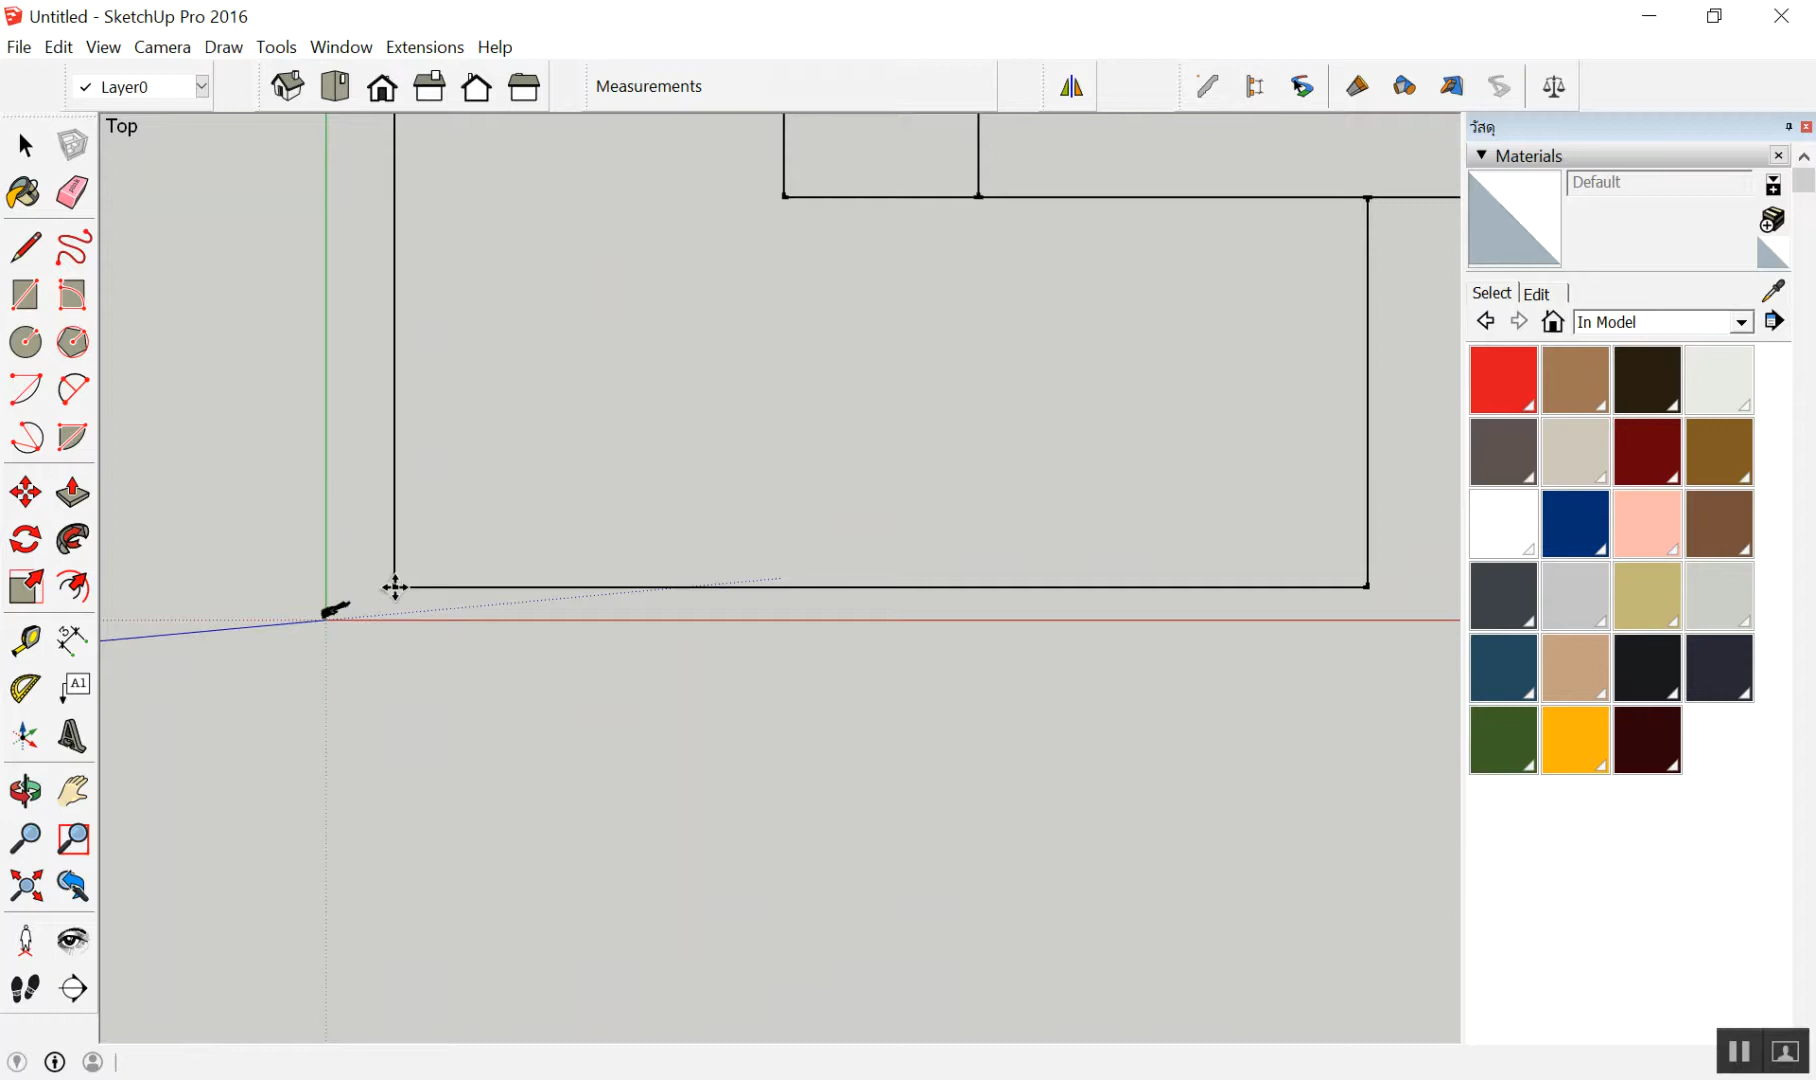 Untitled - SketchUp Pro 2016
File Edit View Camera Draw Tools Window Extensions Help
Layer0
Measurements
Top
วัสดุ
Materials
Default
Select Edit
In Model
A1